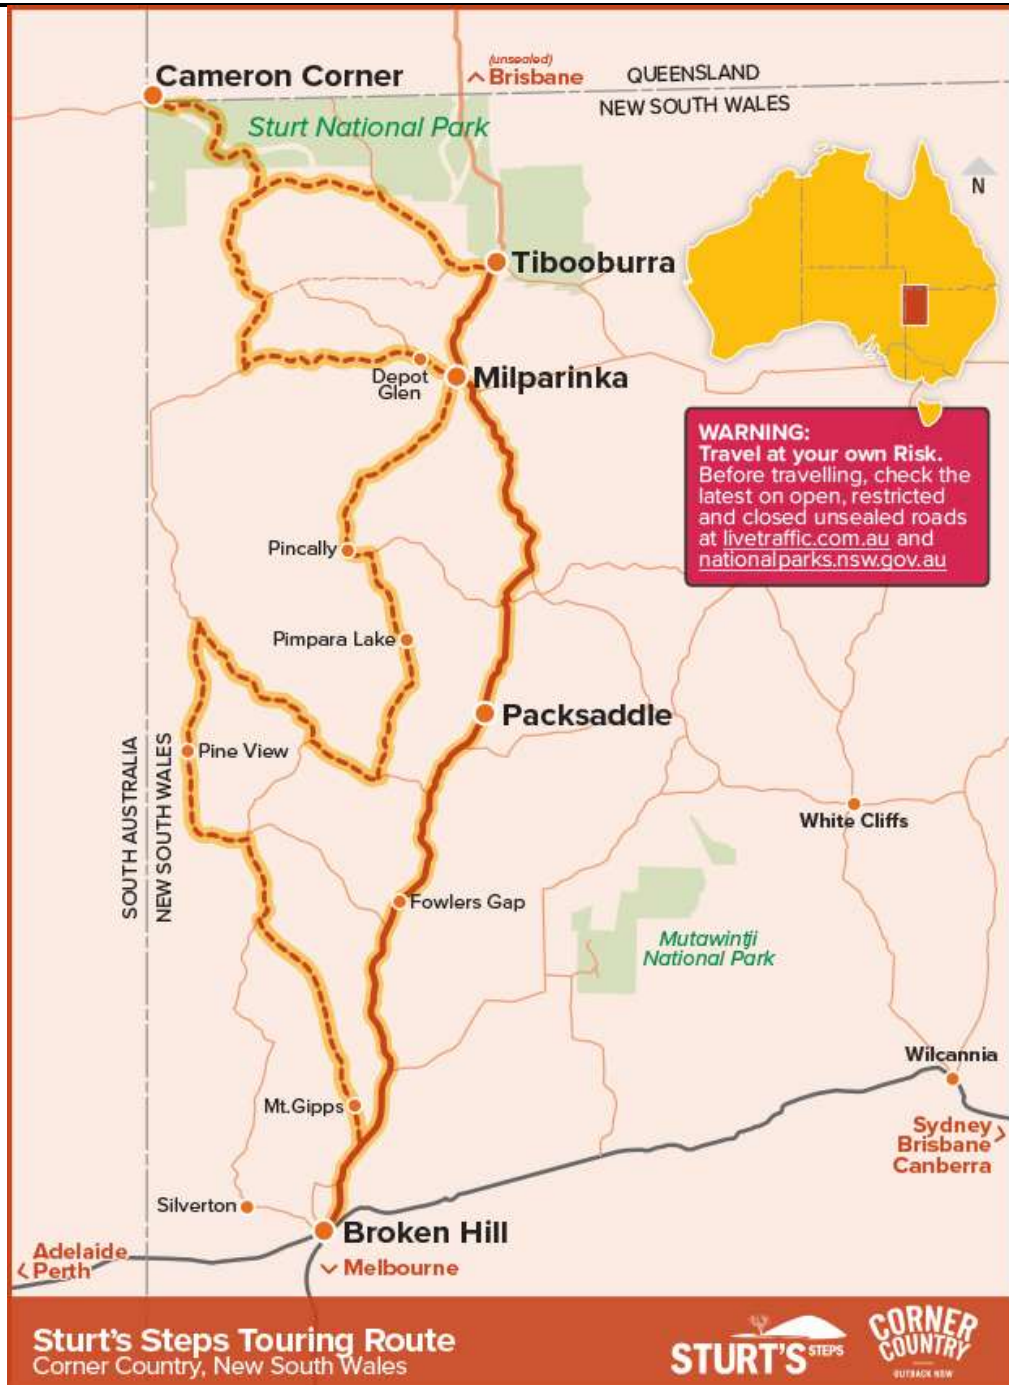 (unsealed)
Brisbane
Cameron Corner
QUEENSLAND
NEW SOUTH WALES
Sturt National Park
N
Tibooburra
Depot
Glen
Milparinka
WARNING:
Travel at your own Risk.
Before travelling, check the
latest on open, restricted
and closed unsealed roads
at livetraffic.com.au and
nationalparks.nsw.gov.au
Pincally
Pimpara Lake
Packsaddle
Pine View
SOUTH AUSTRALIA
NEW SOUTH WALES
White Cliffs
Fowlers Gap
Mutawintji
National Park
Wilcannia
Mt.Gipps
Sydney
Brisbane
Canberra
Silverton
Broken Hill
Adelaide
Perth
Melbourne
Sturt's Steps Touring Route
Corner Country, New South Wales
STURT'S STEPS
CORNER
COUNTRY
OUTBACK NSW